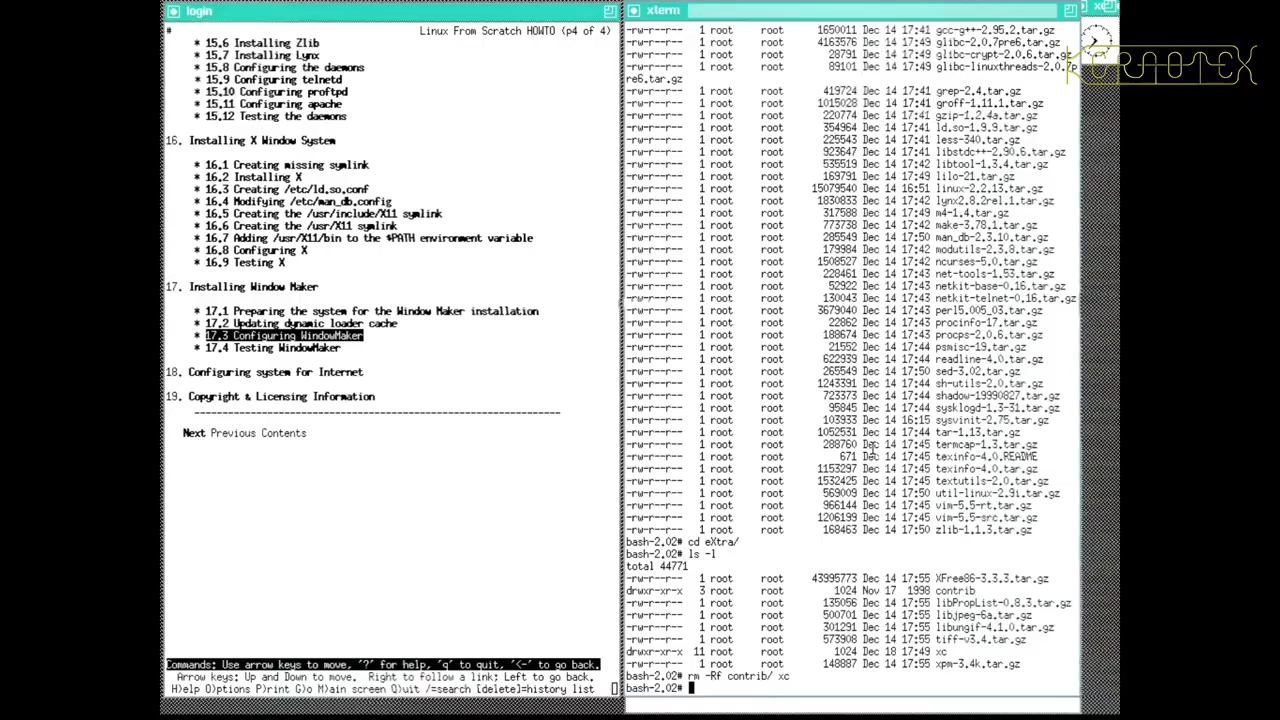 login
# Linux From Scratch HOWTO (p4 of 4)
* 15.6 Installing Zlib
* 15.7 Installing Lynx
* 15.8 Configuring the daemons
* 15.9 Configuring telnetd
* 15.10 Configuring proftpd
* 15.11 Configuring apache
* 15.12 Testing the daemons
16. Installing X Window System
* 16.1 Creating missing symlink
* 16.2 Installing X
* 16.3 Creating /etc/ld.so.conf
* 16.4 Modifying /etc/man_db.config
* 16.5 Creating the /usr/include/X11 symlink
* 16.6 Creating the /usr/X11 symlink
* 16.7 Adding /usr/X11/bin to the $PATH environment variable
* 16.8 Configuring X
* 16.9 Testing X
17. Installing Window Maker
* 17.1 Preparing the system for the Window Maker installation
* 17.2 Updating dynamic loader cache
* 17.3 Configuring WindowMaker
* 17.4 Testing WindowMaker
18. Configuring system for Internet
19. Copyright & Licensing Information
Next Previous Contents
Commands: Use arrow keys to move, '?' for help, 'q' to quit, '<-' to go back.
Arrow keys: Up and Down to move. Right to follow a link; Left to go back.
H)elp O)ptions P)rint G)o M)ain screen Q)uit /=search [delete]=history list
xterm
-rw-r--r-- 1 root root 1650011 Dec 14 17:41 gcc-g++-2.95.2.tar.gz
-rw-r--r-- 1 root root 4163576 Dec 14 17:49 glibc-2.0.7pre6.tar.gz
-rw-r--r-- 1 root root 28791 Dec 14 17:49 glibc-crypt-2.0.6.tar.gz
-rw-r--r-- 1 root root 89101 Dec 14 17:49 glibc-linuxthreads-2.0.7p
re6.tar.gz
-rw-r--r-- 1 root root 419724 Dec 14 17:41 grep-2.4.tar.gz
-rw-r--r-- 1 root root 1015028 Dec 14 17:41 groff-1.11.1.tar.gz
-rw-r--r-- 1 root root 220774 Dec 14 17:41 gzip-1.2.4a.tar.gz
-rw-r--r-- 1 root root 354964 Dec 14 17:41 ld.so-1.9.9.tar.gz
-rw-r--r-- 1 root root 225543 Dec 14 17:41 less-340.tar.gz
-rw-r--r-- 1 root root 923647 Dec 14 17:41 libstdc++-2.90.6.tar.gz
-rw-r--r-- 1 root root 535519 Dec 14 17:42 libtool-1.3.4.tar.gz
-rw-r--r-- 1 root root 169791 Dec 14 17:49 lilo-21.tar.gz
-rw-r--r-- 1 root root 15079540 Dec 14 16:51 linux-2.2.13.tar.gz
-rw-r--r-- 1 root root 1830833 Dec 14 17:42 lynx2.8.2rel.1.tar.gz
-rw-r--r-- 1 root root 317588 Dec 14 17:49 m4-1.4.tar.gz
-rw-r--r-- 1 root root 773738 Dec 14 17:42 make-3.78.1.tar.gz
-rw-r--r-- 1 root root 285549 Dec 14 17:50 man_db-2.3.10.tar.gz
-rw-r--r-- 1 root root 179984 Dec 14 17:42 modutils-2.3.8.tar.gz
-rw-r--r-- 1 root root 1508527 Dec 14 17:42 ncurses-5.0.tar.gz
-rw-r--r-- 1 root root 228461 Dec 14 17:43 net-tools-1.53.tar.gz
-rw-r--r-- 1 root root 52922 Dec 14 17:43 netkit-base-0.16.tar.gz
-rw-r--r-- 1 root root 130043 Dec 14 17:43 netkit-telnet-0.16.tar.gz
-rw-r--r-- 1 root root 3679040 Dec 14 17:43 perl5.005_03.tar.gz
-rw-r--r-- 1 root root 22862 Dec 14 17:43 procinfo-17.tar.gz
-rw-r--r-- 1 root root 206140 Dec 14 17:43 procps-2.0.6.tar.gz
-rw-r--r-- 1 root root 21552 Dec 14 17:44 psmisc-19.tar.gz
-rw-r--r-- 1 root root 622939 Dec 14 17:44 readline-4.0.tar.gz
-rw-r--r-- 1 root root 265549 Dec 14 17:50 sed-3.02.tar.gz
-rw-r--r-- 1 root root 1243391 Dec 14 17:44 sh-utils-2.0.tar.gz
-rw-r--r-- 1 root root 723373 Dec 14 17:44 shadow-19990827.tar.gz
-rw-r--r-- 1 root root 95845 Dec 14 17:44 sysklogd-1.3-31.tar.gz
-rw-r--r-- 1 root root 103933 Dec 14 16:15 sysvinit-2.75.tar.gz
-rw-r--r-- 1 root root 1052531 Dec 14 17:44 tar-1.13.tar.gz
-rw-r--r-- 1 root root 288760 Dec 14 17:45 termcap-1.3.tar.gz
-rw-r--r-- 1 root root 671 Dec 14 17:45 texinfo-4.0.README
-rw-r--r-- 1 root root 1153297 Dec 14 17:45 texinfo-4.0.tar.gz
-rw-r--r-- 1 root root 1532425 Dec 14 17:45 textutils-2.0.tar.gz
-rw-r--r-- 1 root root 569009 Dec 14 17:50 util-linux-2.9i.tar.gz
-rw-r--r-- 1 root root 966144 Dec 14 17:50 vim-5.5-rt.tar.gz
-rw-r--r-- 1 root root 1206199 Dec 14 17:50 vim-5.5-src.tar.gz
-rw-r--r-- 1 root root 168463 Dec 14 17:50 zlib-1.1.3.tar.gz
bash-2.02# cd eXtra/
bash-2.02# ls -l
total 44771
-rw-r--r-- 1 root root 43995773 Dec 14 17:55 XFree86-3.3.3.tar.gz
drwxr-xr-x 3 root root 1024 Nov 17 1998 contrib
-rw-r--r-- 1 root root 135056 Dec 14 17:55 libPropList-0.8.3.tar.gz
-rw-r--r-- 1 root root 500701 Dec 14 17:55 libjpeg-6a.tar.gz
-rw-r--r-- 1 root root 301291 Dec 14 17:55 libungif-4.1.0.tar.gz
-rw-r--r-- 1 root root 573908 Dec 14 17:55 tiff-v3.4.tar.gz
drwxr-xr-x 11 root root 1024 Dec 18 17:49 xc
-rw-r--r-- 1 root root 148887 Dec 14 17:55 xpm-3.4k.tar.gz
bash-2.02# rm -Rf contrib/ xc
bash-2.02#